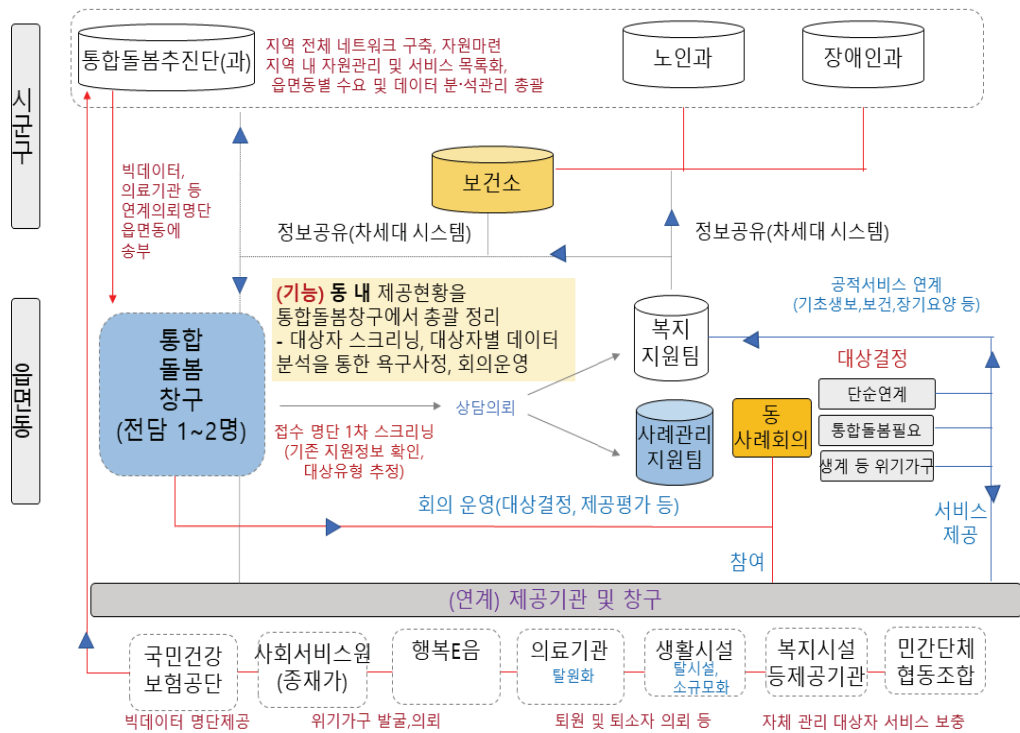 시군구
통합돌봄추진단(과)
지역 전체 네트워크 구축, 자원마련
지역 내 자원관리 및 서비스 목록화,
읍면동별 수요 및 데이터 분·석관리 총괄
노인과
장애인과
빅데이터,
의료기관 등
연계의뢰명단
읍면동에
송부
보건소
정보공유(차세대 시스템)
정보공유(차세대 시스템)
읍면동
통합
돌봄
창구
(전담 1~2명)
(기능) 동 내 제공현황을
통합돌봄창구에서 총괄 정리
- 대상자 스크리닝, 대상자별 데이터
분석을 통한 욕구사정, 회의운영
접수 명단 1차 스크리닝
(기존 지원정보 확인,
대상유형 추정)
상담의뢰
복지
지원팀
사례관리
지원팀
동
사례회의
공적서비스 연계
(기초생보,보건,장기요양 등)
대상결정
단순연계
통합돌봄필요
생계 등 위기가구
서비스
제공
회의 운영(대상결정, 제공평가 등)
참여
(연계) 제공기관 및 창구
국민건강
보험공단
사회서비스원
(종재가)
행복E음
의료기관
탈원화
생활시설
탈시설,
소규모화
복지시설
등제공기관
민간단체
협동조합
빅데이터 명단제공
위기가구 발굴,의뢰
퇴원 및 퇴소자 의뢰 등
자체 관리 대상자 서비스 보충